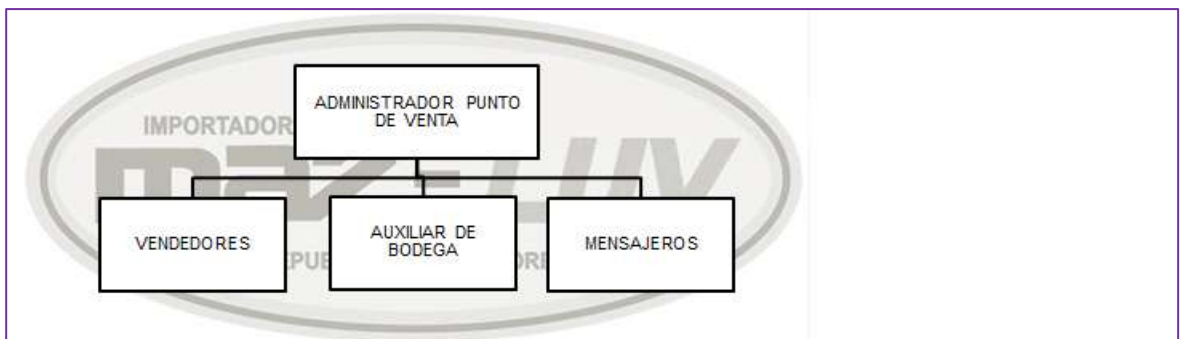 ADMINISTRADOR PUNTO
DE VENTA
IMPORTADOR
VENDEDORES
AUXILIAR DE
BODEGA
MENSAJEROS